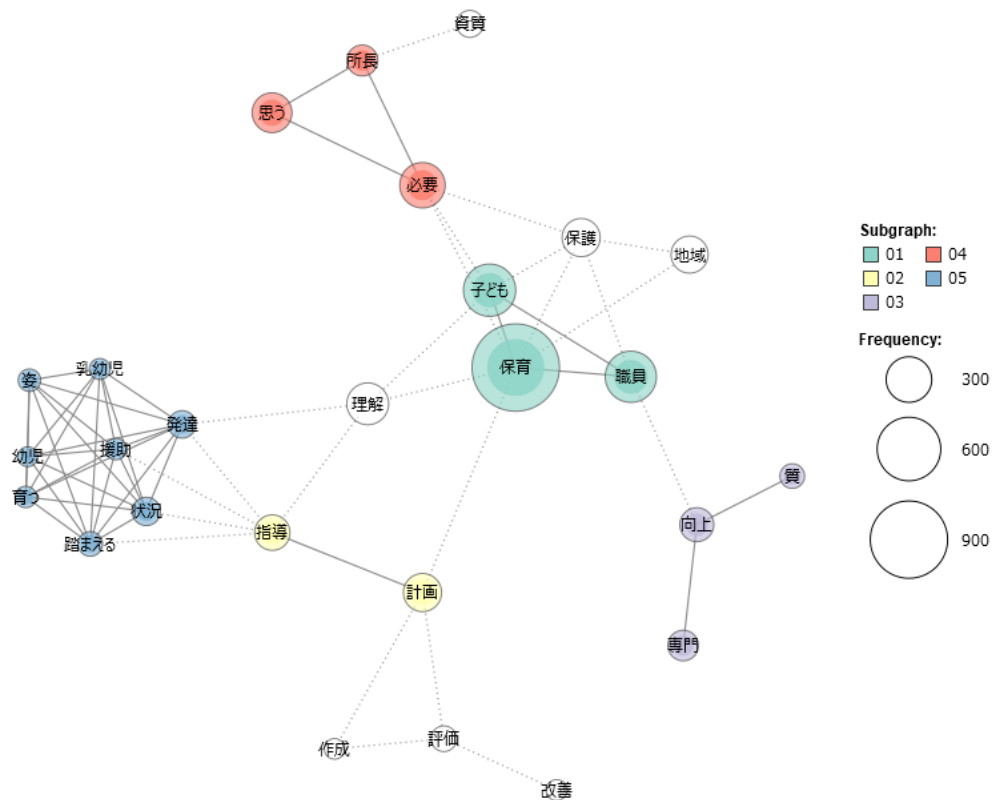 資質
所長
思う
必要
保護
地域
子ども
保育
職員
理解
乳幼児
姿
発達
援助
幼児
育つ
状況
踏まえる
指導
計画
質
向上
専門
作成
評価
改善
Subgraph:
01 04
02 05
03
Frequency:
300
600
900